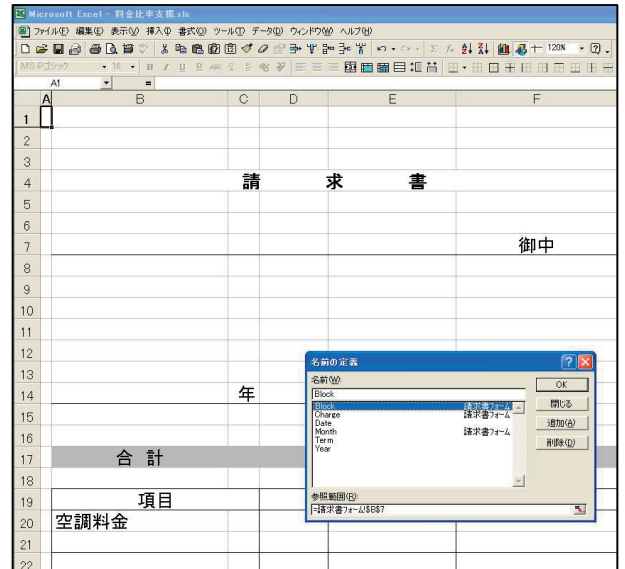 Microsoft Excel - 料金比率支援.xls
ファイル(F) 編集(E) 表示(V) 挿入(I) 書式(O) ツール(T) データ(D) ウィンドウ(W) ヘルプ(H)
120%
MS Pゴシック 16 B I U
A1 =
A B C D E F
1
2
3
4 請 求 書
5
6
7 御中
8
9
10
11
12
13
14 年
15
16
17 合 計
18
19 項目
20 空調料金
21
22
名前の定義
名前(W):
Block
OK
Block 請求書フォーム
閉じる
Charge 請求書フォーム
Date
追加(A)
Month 請求書フォーム
Term
削除(D)
Year
参照範囲(R):
=請求書フォーム!$B$7